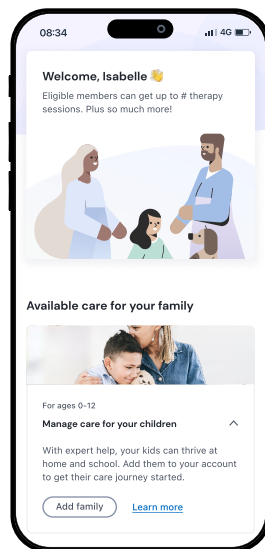 08:34
4G
Welcome, Isabelle 👋
Eligible members can get up to # therapy
sessions. Plus so much more!
Available care for your family
For ages 0-12
Manage care for your children
With expert help, your kids can thrive at
home and school. Add them to your account
to get their care journey started.
Add family
Learn more